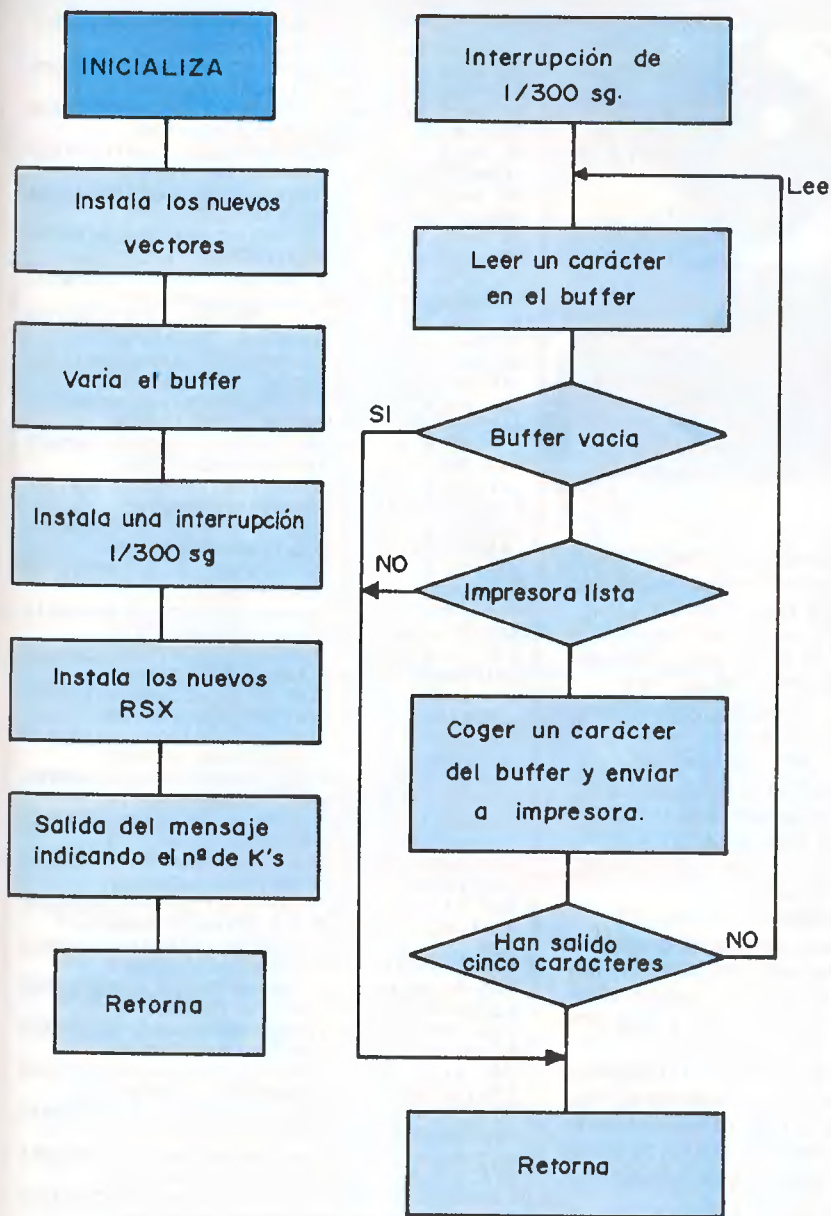 INICIALIZA
Instala los nuevos
vectores
Varia el buffer
Instala una interrupción
1/300 sg
Instala los nuevos
RSX
Salida del mensaje
indicando el nº de K's
Retorna
Interrupción de
1/300 sg.
Lee
Leer un carácter
en el buffer
SI
Buffer vacia
NO
Impresora lista
Coger un carácter
del buffer y enviar
a impresora.
Han salido
cinco carácteres
NO
Retorna